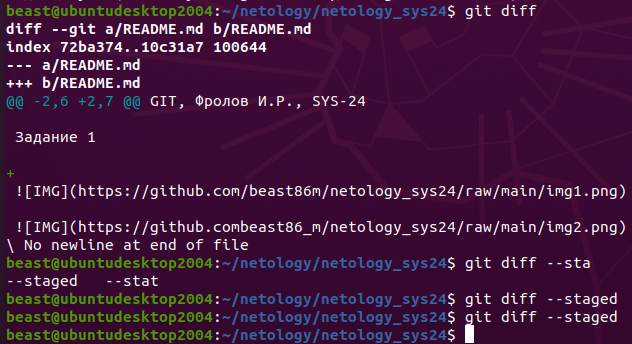 beast@ubuntudesktop2004:~/netology/netology_sys24$ git diff
diff --git a/README.md b/README.md
index 72ba374..10c31a7 100644
--- a/README.md
+++ b/README.md
@@ -2,6 +2,7 @@ GIT, Фролов И.Р., SYS-24
Задание 1
+
![IMG](https://github.com/beast86m/netology_sys24/raw/main/img1.png)
![IMG](https://github.combeast86_m/netology_sys24/raw/main/img2.png)
\ No newline at end of file
beast@ubuntudesktop2004:~/netology/netology_sys24$ git diff --sta
--staged   --stat
beast@ubuntudesktop2004:~/netology/netology_sys24$ git diff --staged
beast@ubuntudesktop2004:~/netology/netology_sys24$ git diff --staged
beast@ubuntudesktop2004:~/netology/netology_sys24$